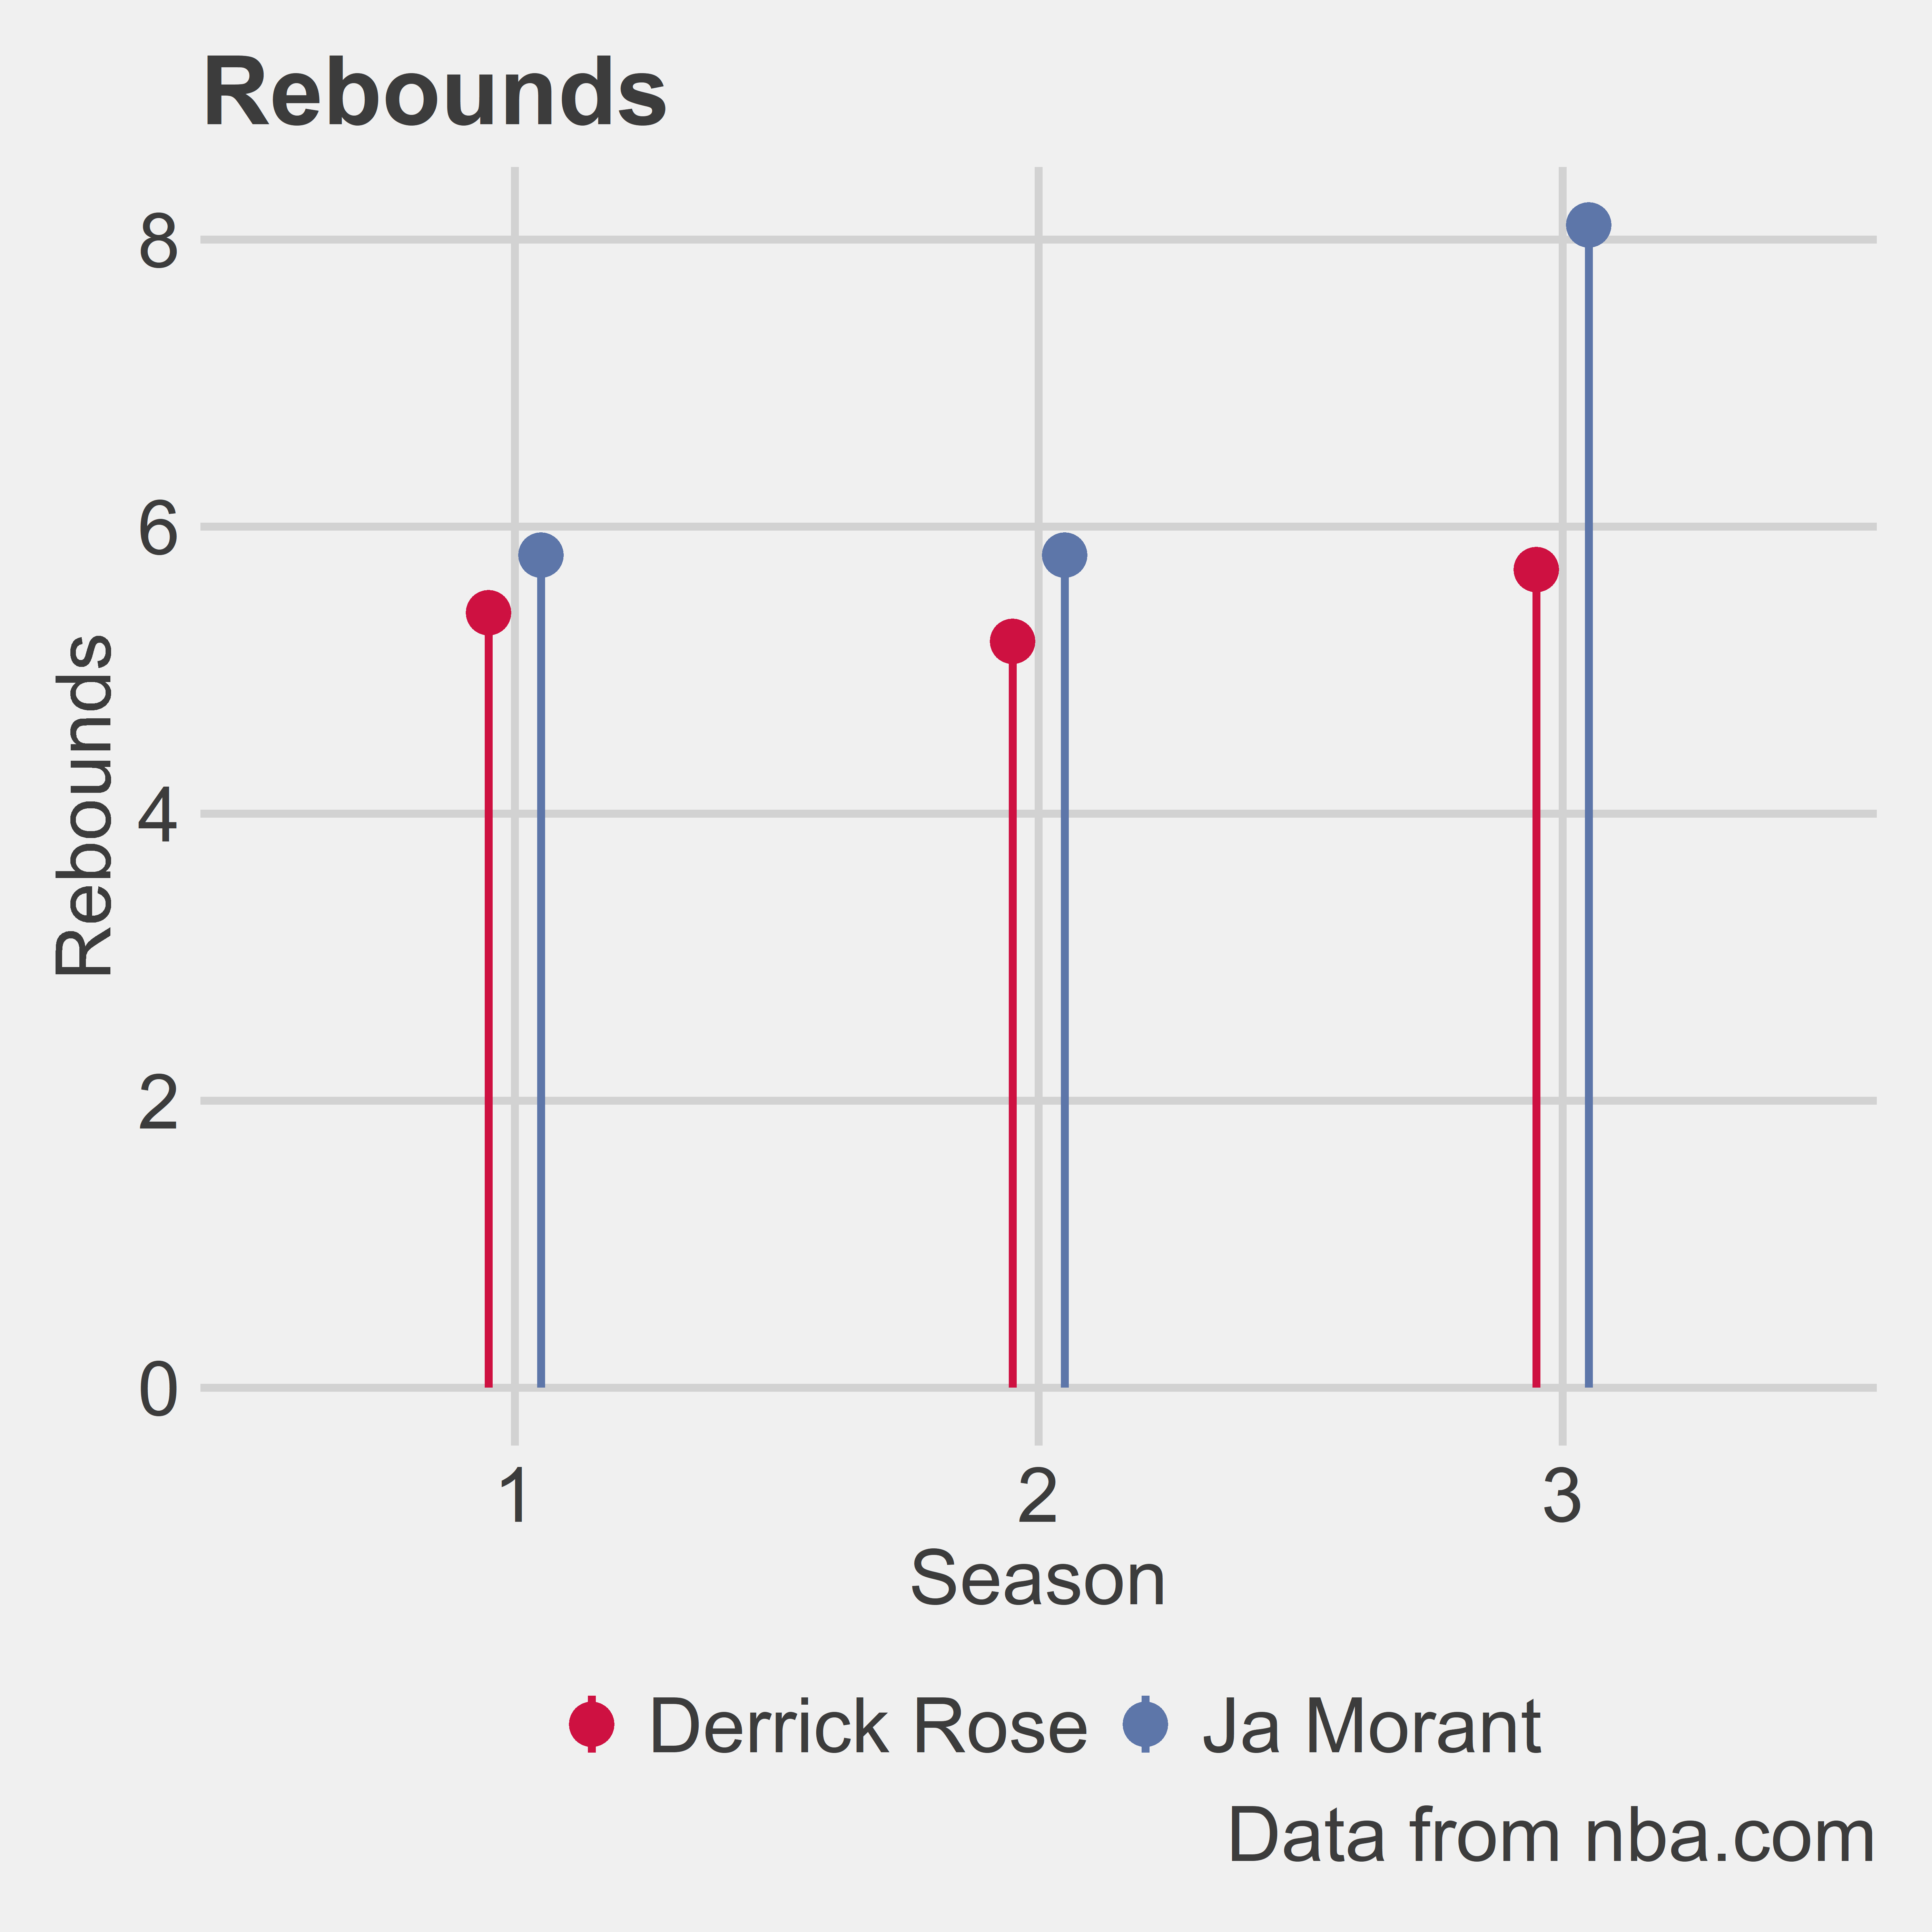 Rebounds
8
6
4
2
0
Rebounds
1 2 3
Season
Derrick Rose Ja Morant
Data from nba.com